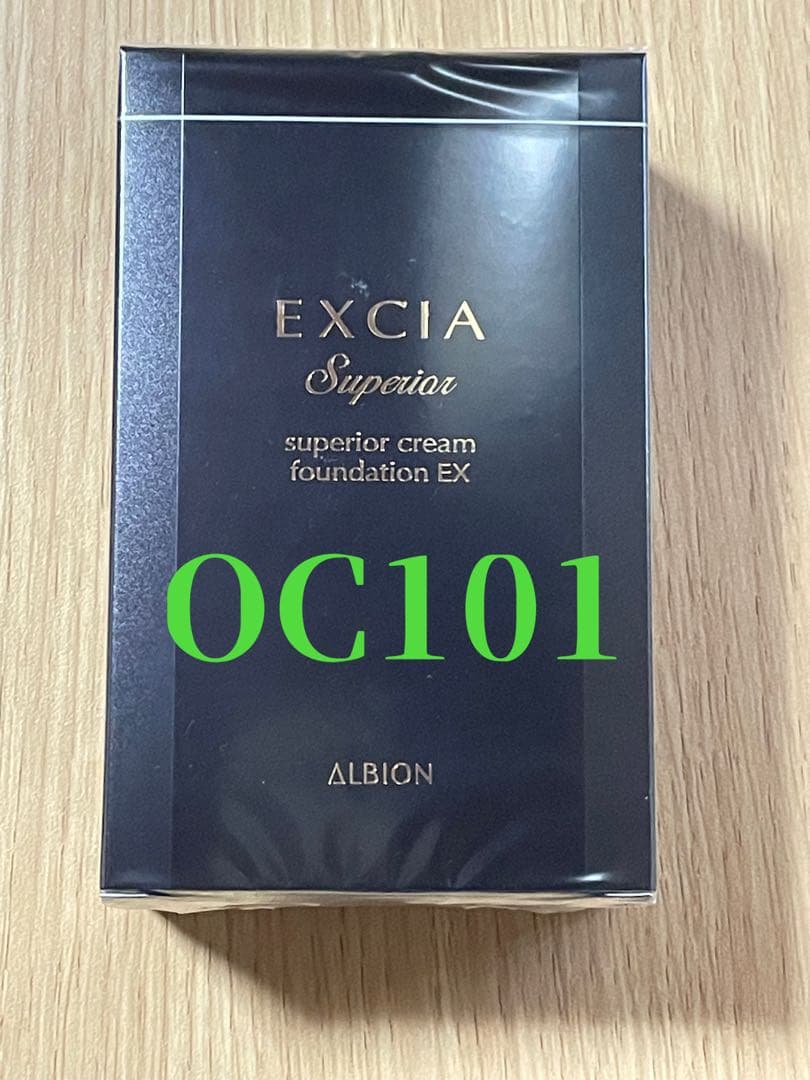 EXCIA
Superior
superior cream
foundation EX
OC101
ALBION